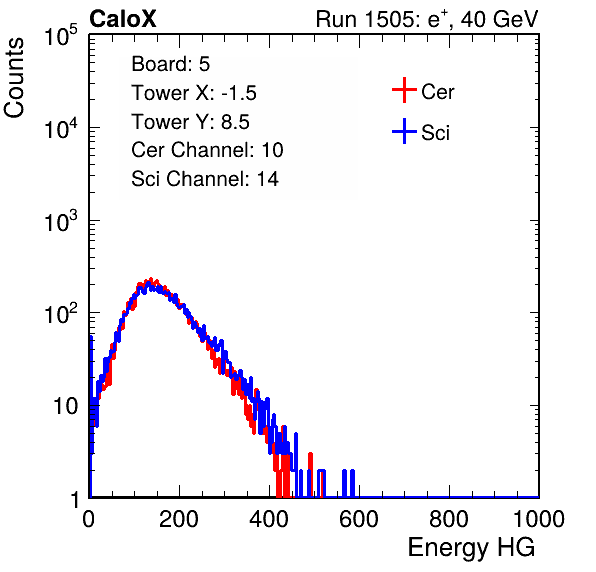 CaloX
Run 1505: e⁺, 40 GeV
Counts
10⁵
10⁴
10³
10²
10
1
Board: 5
Tower X: -1.5
Tower Y: 8.5
Cer Channel: 10
Sci Channel: 14
Cer
Sci
0 200 400 600 800 1000
Energy HG